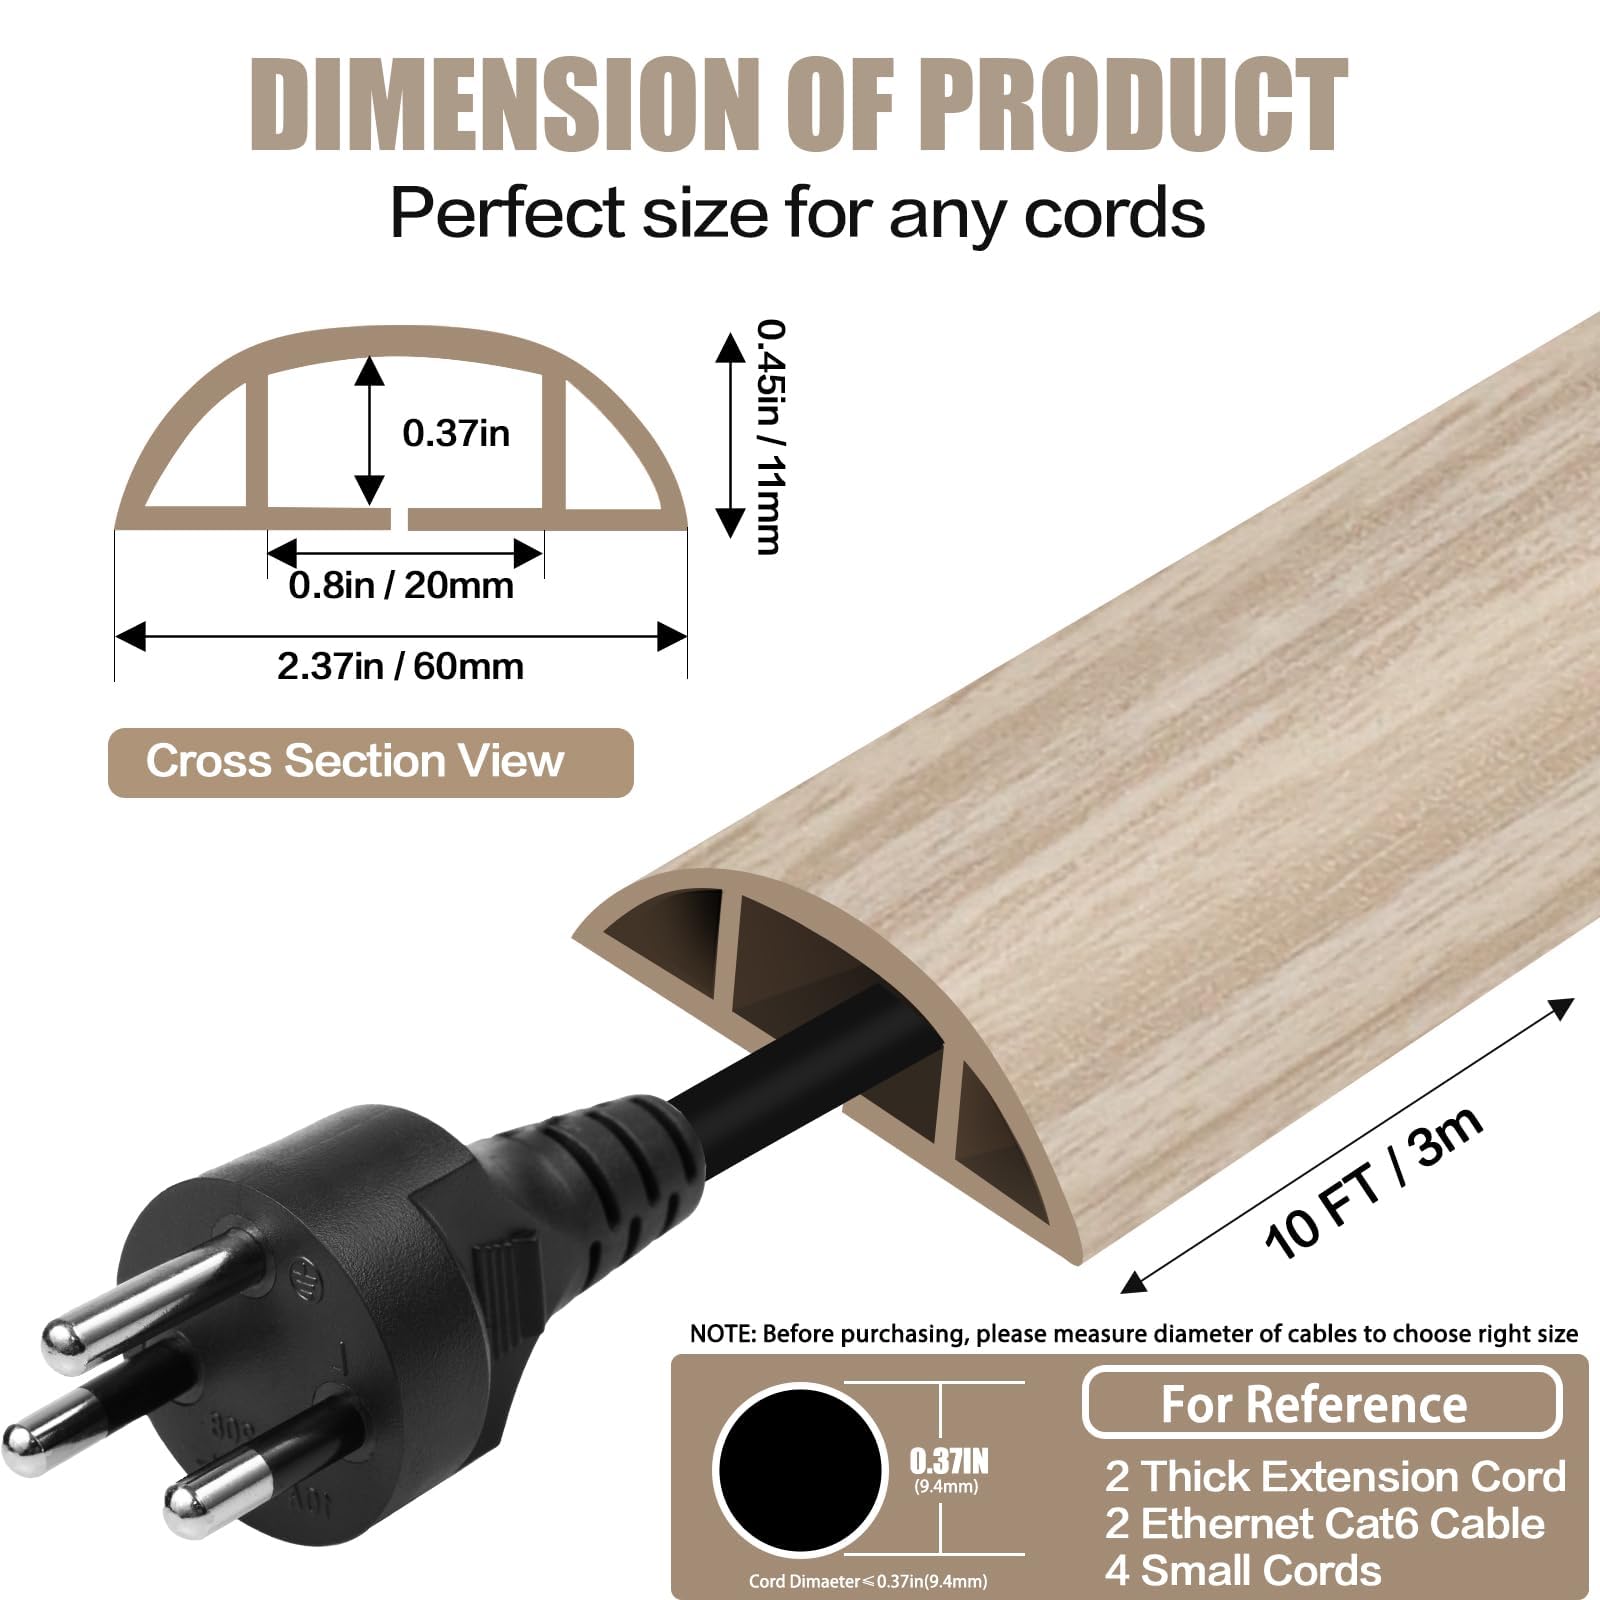 DIMENSION OF PRODUCT
Perfect size for any cords
0.37in
0.45in / 11mm
0.8in / 20mm
2.37in / 60mm
Cross Section View
10 FT / 3m
NOTE: Before purchasing, please measure diameter of cables to choose right size
For Reference
0.37IN
(9.4mm)
2 Thick Extension Cord
2 Ethernet Cat6 Cable
4 Small Cords
Cord Dimaeter≤0.37in(9.4mm)